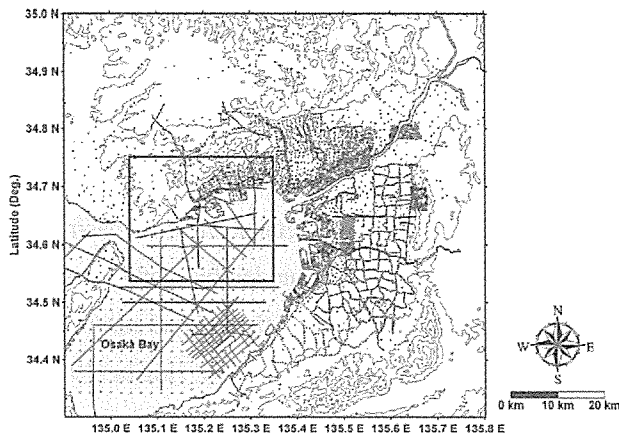 35.0 N
34.9 N
34.8 N
34.7 N
34.6 N
34.5 N
34.4 N
Latitude (Deg.)
Osaka Bay
135.0 E 135.1 E 135.2 E 135.3 E 135.4 E 135.5 E 135.6 E 135.7 E 135.8 E
N
W E
S
0 km 10 km 20 km